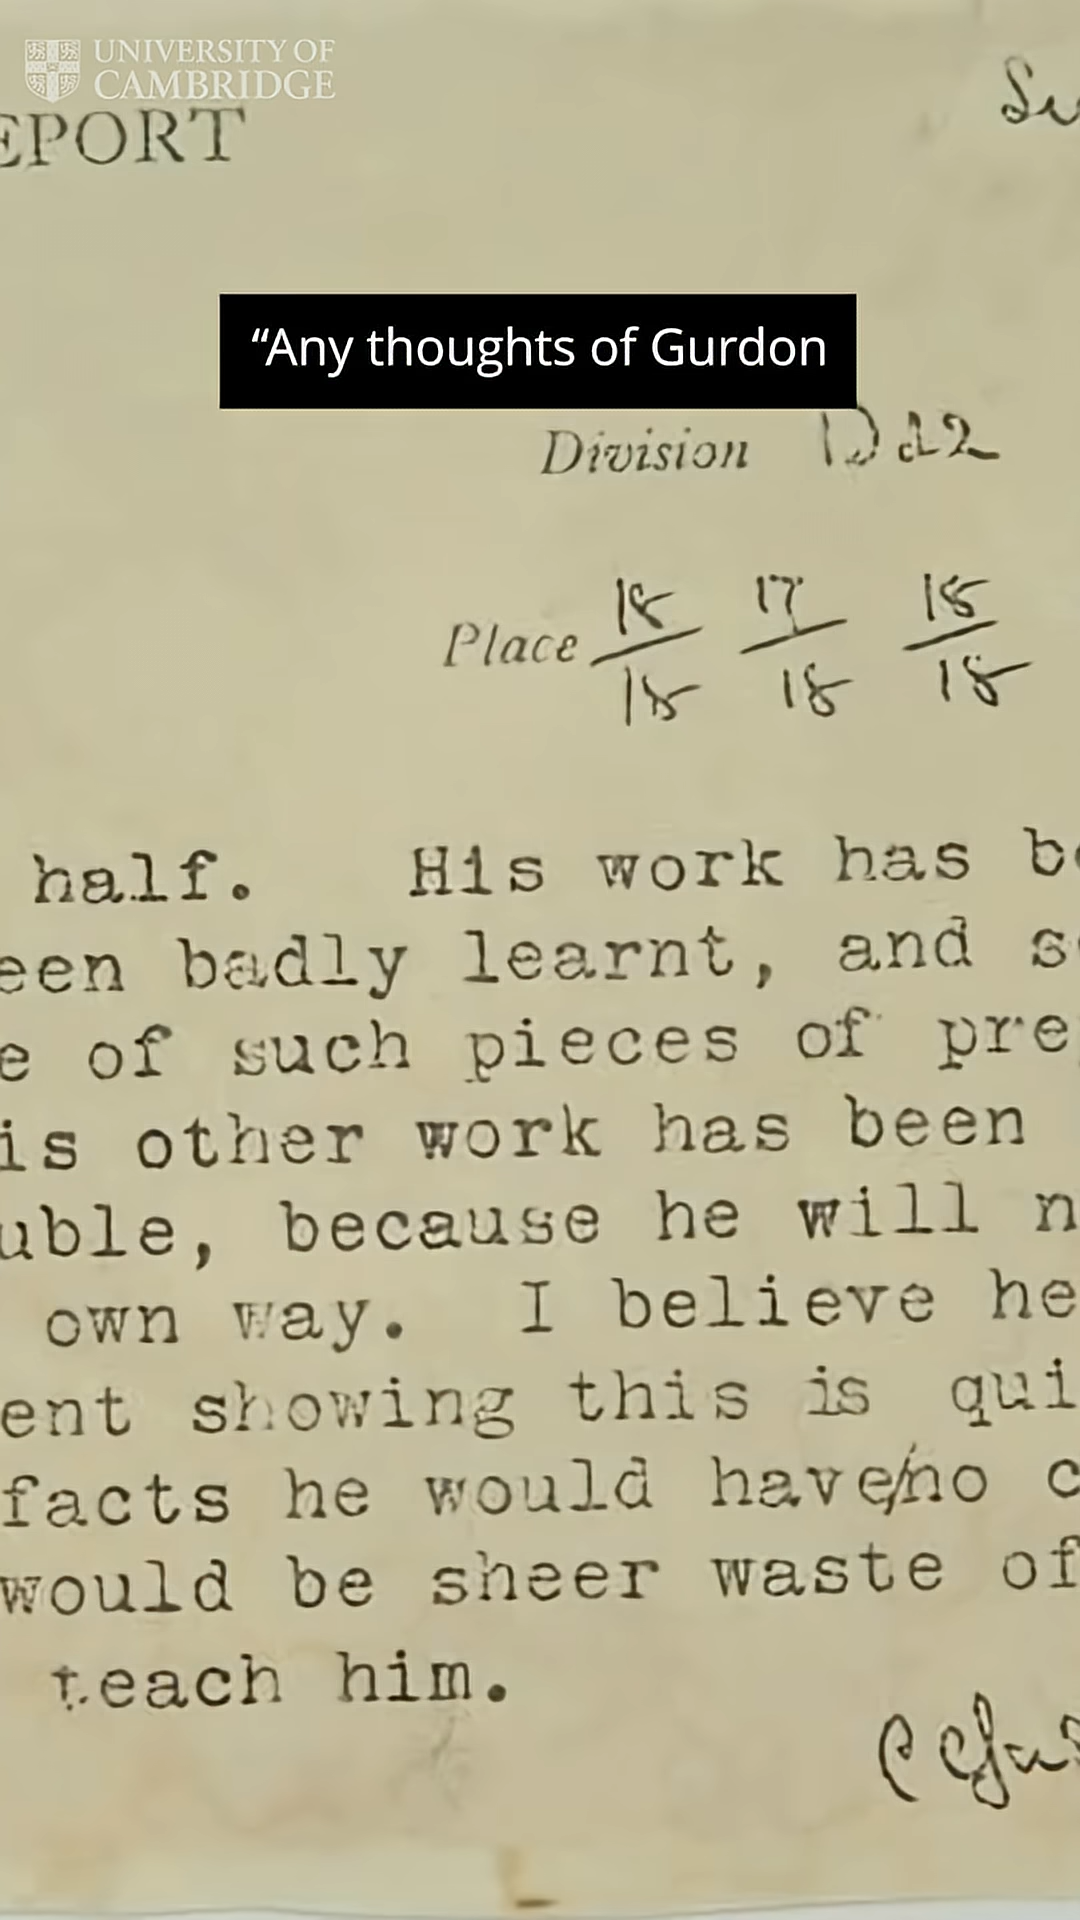 UNIVERSITY OF
CAMBRIDGE
EPORT
“Any thoughts of Gurdon
Division D d2
Place 18/18 17/18 18/18
half. His work has b
een badly learnt, and s
e of such pieces of pre
is other work has been
uble, because he will n
own way. I believe he
ent showing this is qui
facts he would have/no c
would be sheer waste of
teach him.